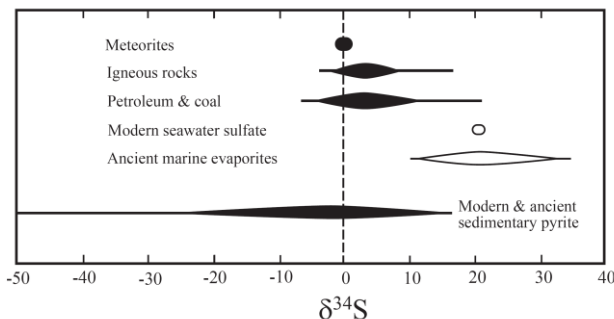 Meteorites
Igneous rocks
Petroleum & coal
Modern seawater sulfate
Ancient marine evaporites
Modern & ancient
sedimentary pyrite
-50 -40 -30 -20 -10 0 10 20 30 40
δ³⁴S